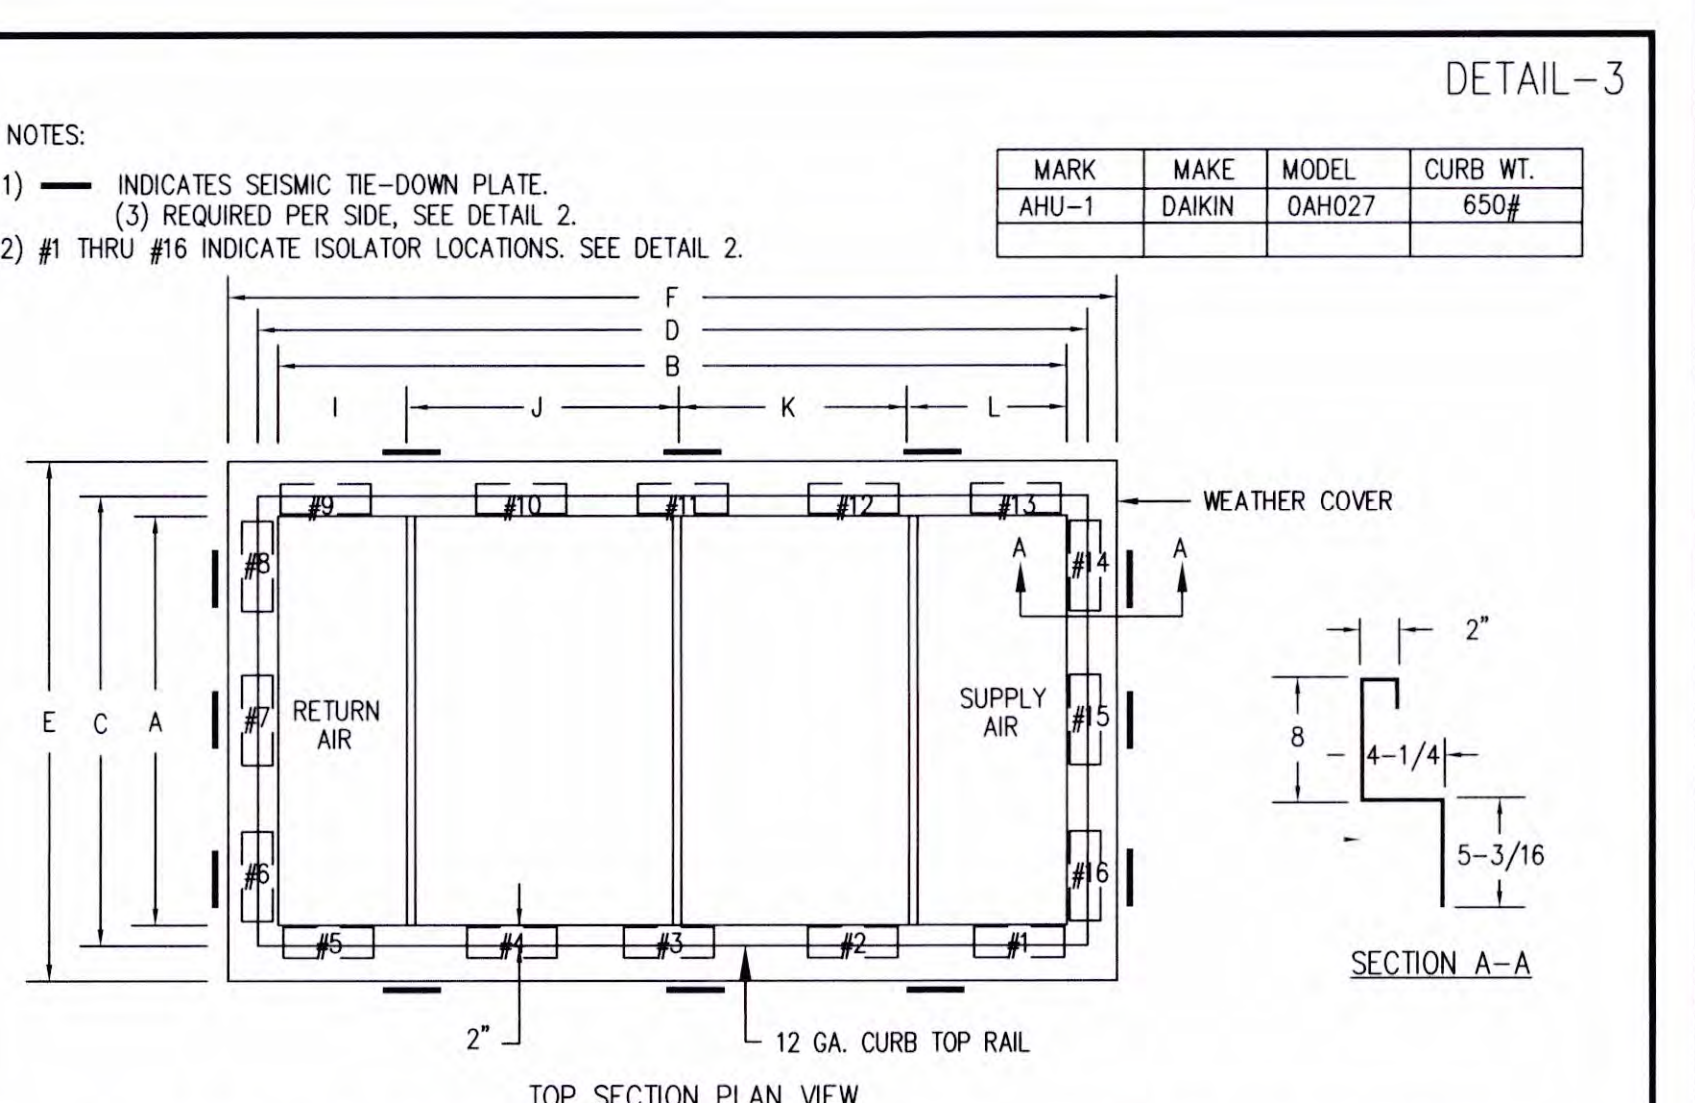 DETAIL-3
NOTES:
1) INDICATES SEISMIC TIE-DOWN PLATE.
(3) REQUIRED PER SIDE, SEE DETAIL 2.
2) #1 THRU #16 INDICATE ISOLATOR LOCATIONS. SEE DETAIL 2.
MARK MAKE MODEL CURB WT.
AHU-1 DAIKIN OAH027 650#
F
D
B
I J K L
#9 #10 #11 #12 #13
WEATHER COVER
A A
#8 #14
2"
E C A
#7 RETURN AIR
SUPPLY AIR #15
8
4-1/4
5-3/16
#6 #16
#5 #4 #3 #2 #1
SECTION A-A
2"
12 GA. CURB TOP RAIL
TOP SECTION PLAN VIEW